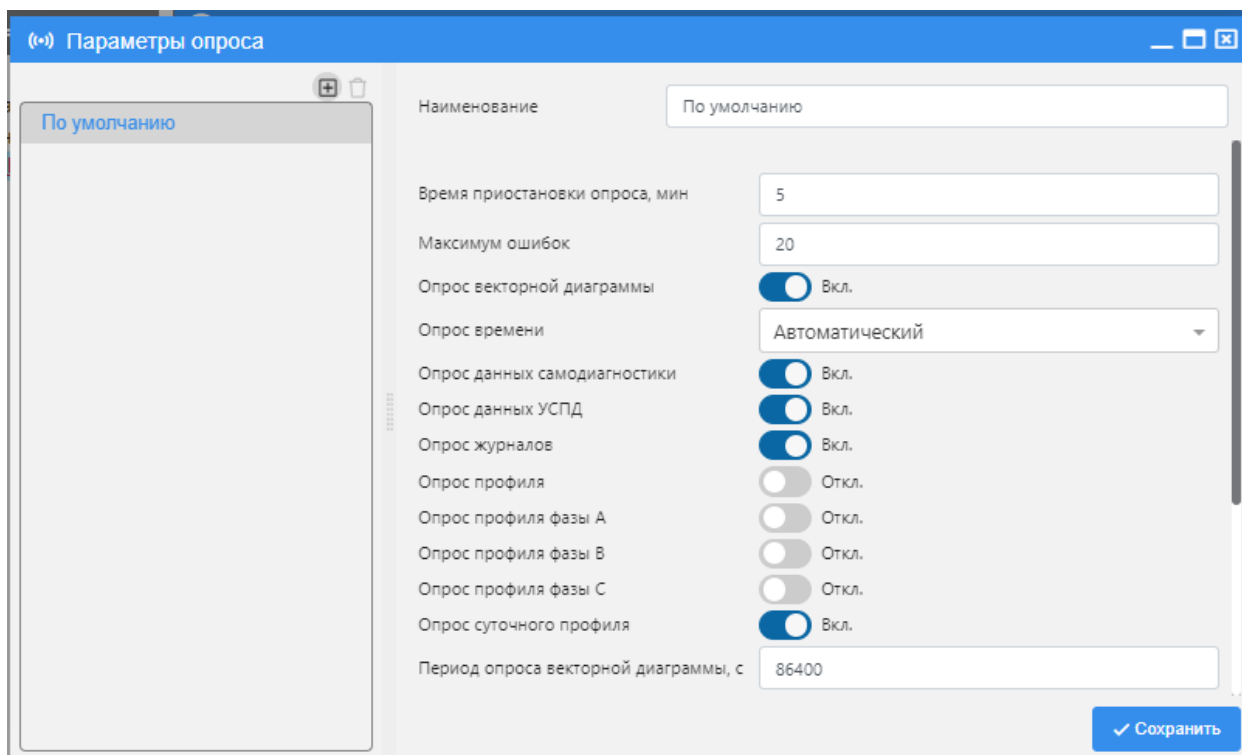 Параметры опроса
По умолчанию
Наименование По умолчанию
Время приостановки опроса, мин 5
Максимум ошибок 20
Опрос векторной диаграммы Вкл.
Опрос времени Автоматический
Опрос данных самодиагностики Вкл.
Опрос данных УСПД Вкл.
Опрос журналов Вкл.
Опрос профиля Откл.
Опрос профиля фазы A Откл.
Опрос профиля фазы B Откл.
Опрос профиля фазы C Откл.
Опрос суточного профиля Вкл.
Период опроса векторной диаграммы, с 86400
Сохранить